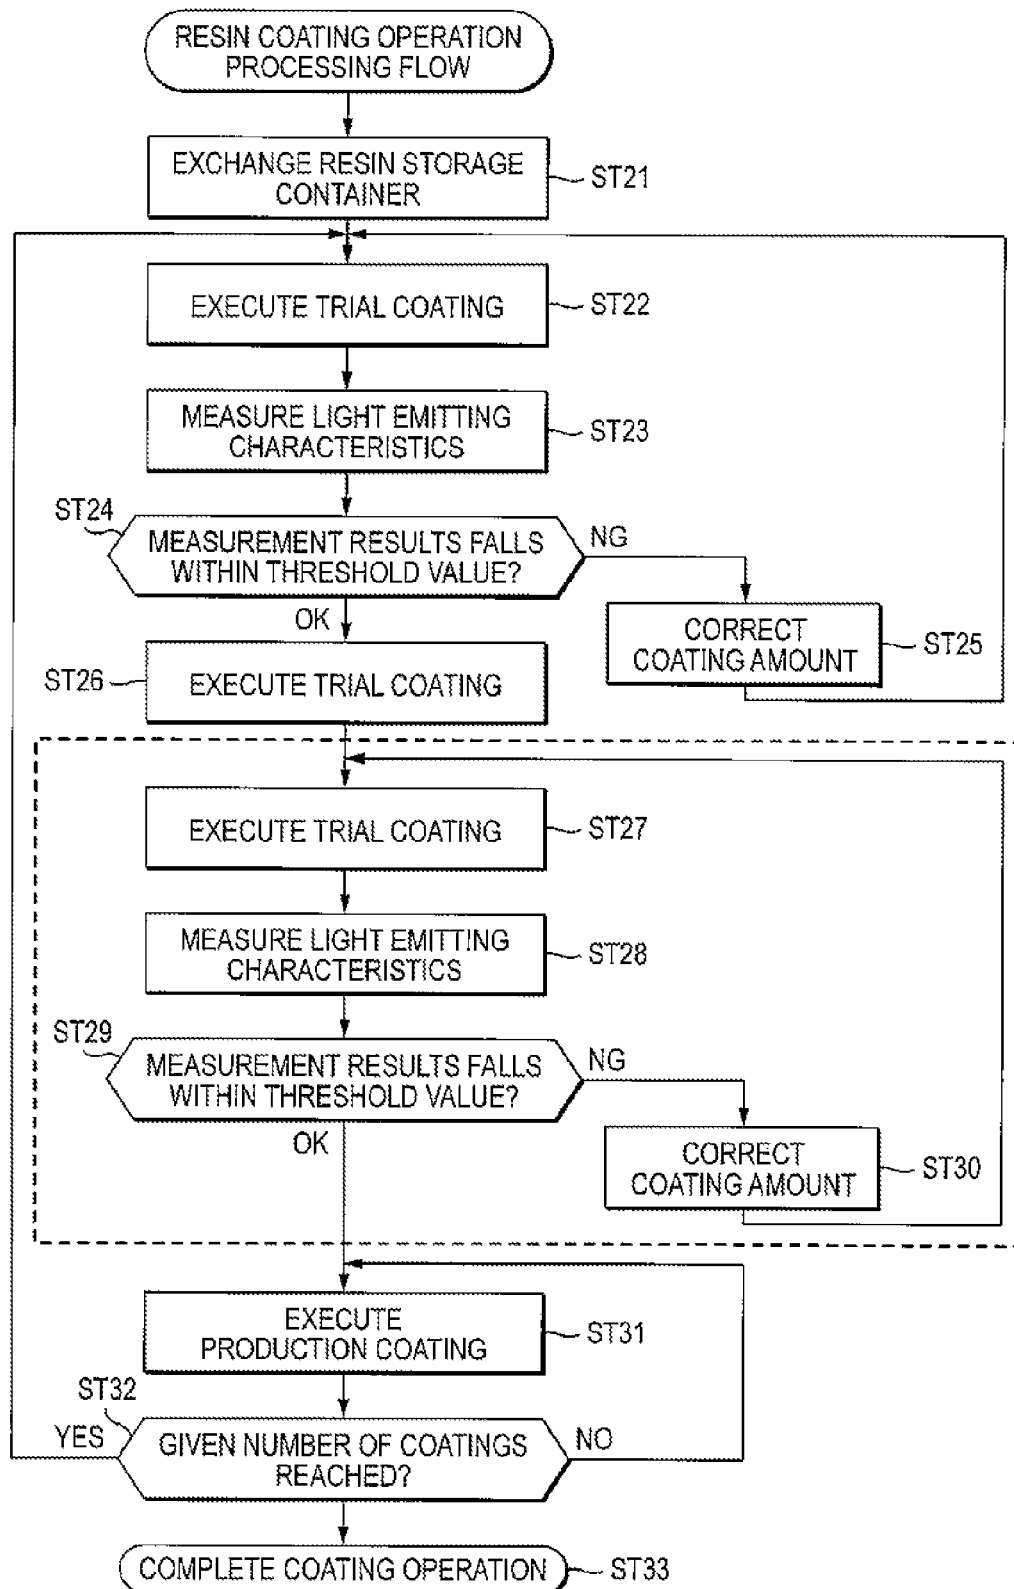 RESIN COATING OPERATION
PROCESSING FLOW
EXCHANGE RESIN STORAGE
CONTAINER
ST21
EXECUTE TRIAL COATING
ST22
MEASURE LIGHT EMITTING
CHARACTERISTICS
ST23
ST24
MEASUREMENT RESULTS FALLS
WITHIN THRESHOLD VALUE?
NG
OK
CORRECT
COATING AMOUNT
ST25
ST26
EXECUTE TRIAL COATING
EXECUTE TRIAL COATING
ST27
MEASURE LIGHT EMITTING
CHARACTERISTICS
ST28
ST29
MEASUREMENT RESULTS FALLS
WITHIN THRESHOLD VALUE?
NG
OK
CORRECT
COATING AMOUNT
ST30
EXECUTE
PRODUCTION COATING
ST31
ST32
YES
GIVEN NUMBER OF COATINGS
REACHED?
NO
COMPLETE COATING OPERATION
ST33